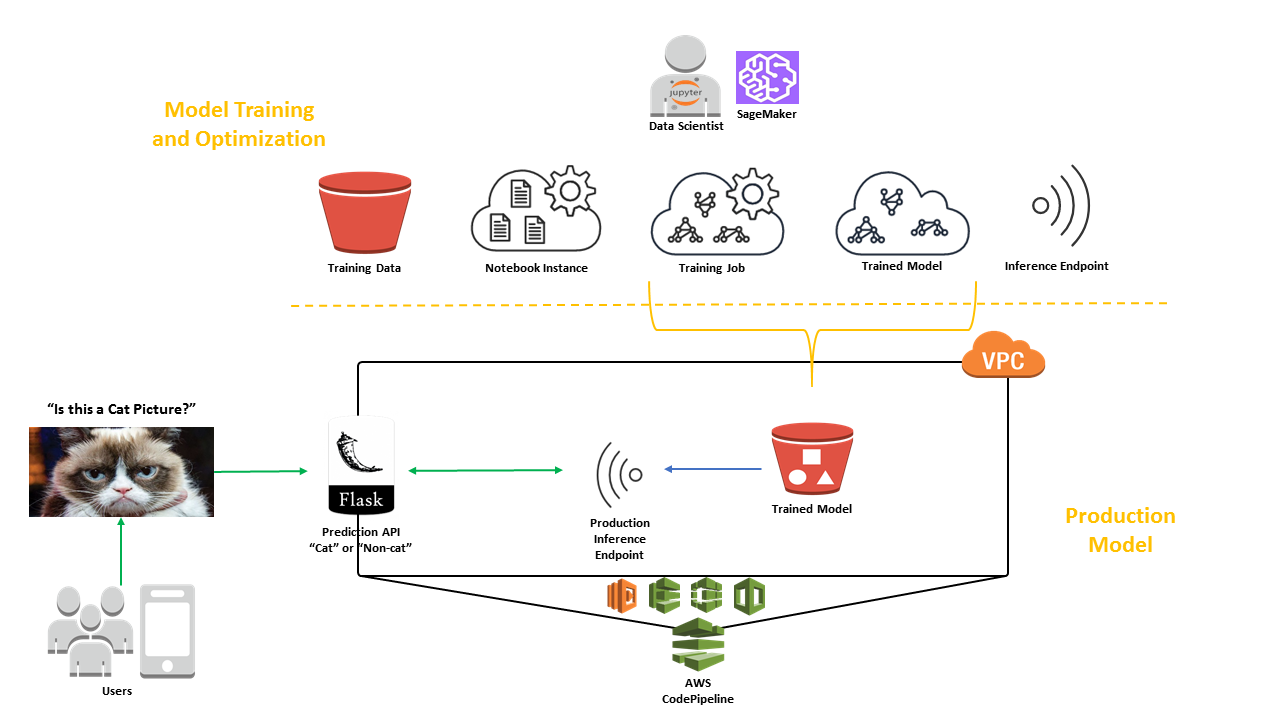 jupyter
Data Scientist
SageMaker
Model Training
and Optimization
Training Data
Notebook Instance
Training Job
Trained Model
Inference Endpoint
VPC
“Is this a Cat Picture?”
Flask
Prediction API
“Cat” or “Non-cat”
Production
Inference
Endpoint
Trained Model
Production
Model
Users
AWS
CodePipeline